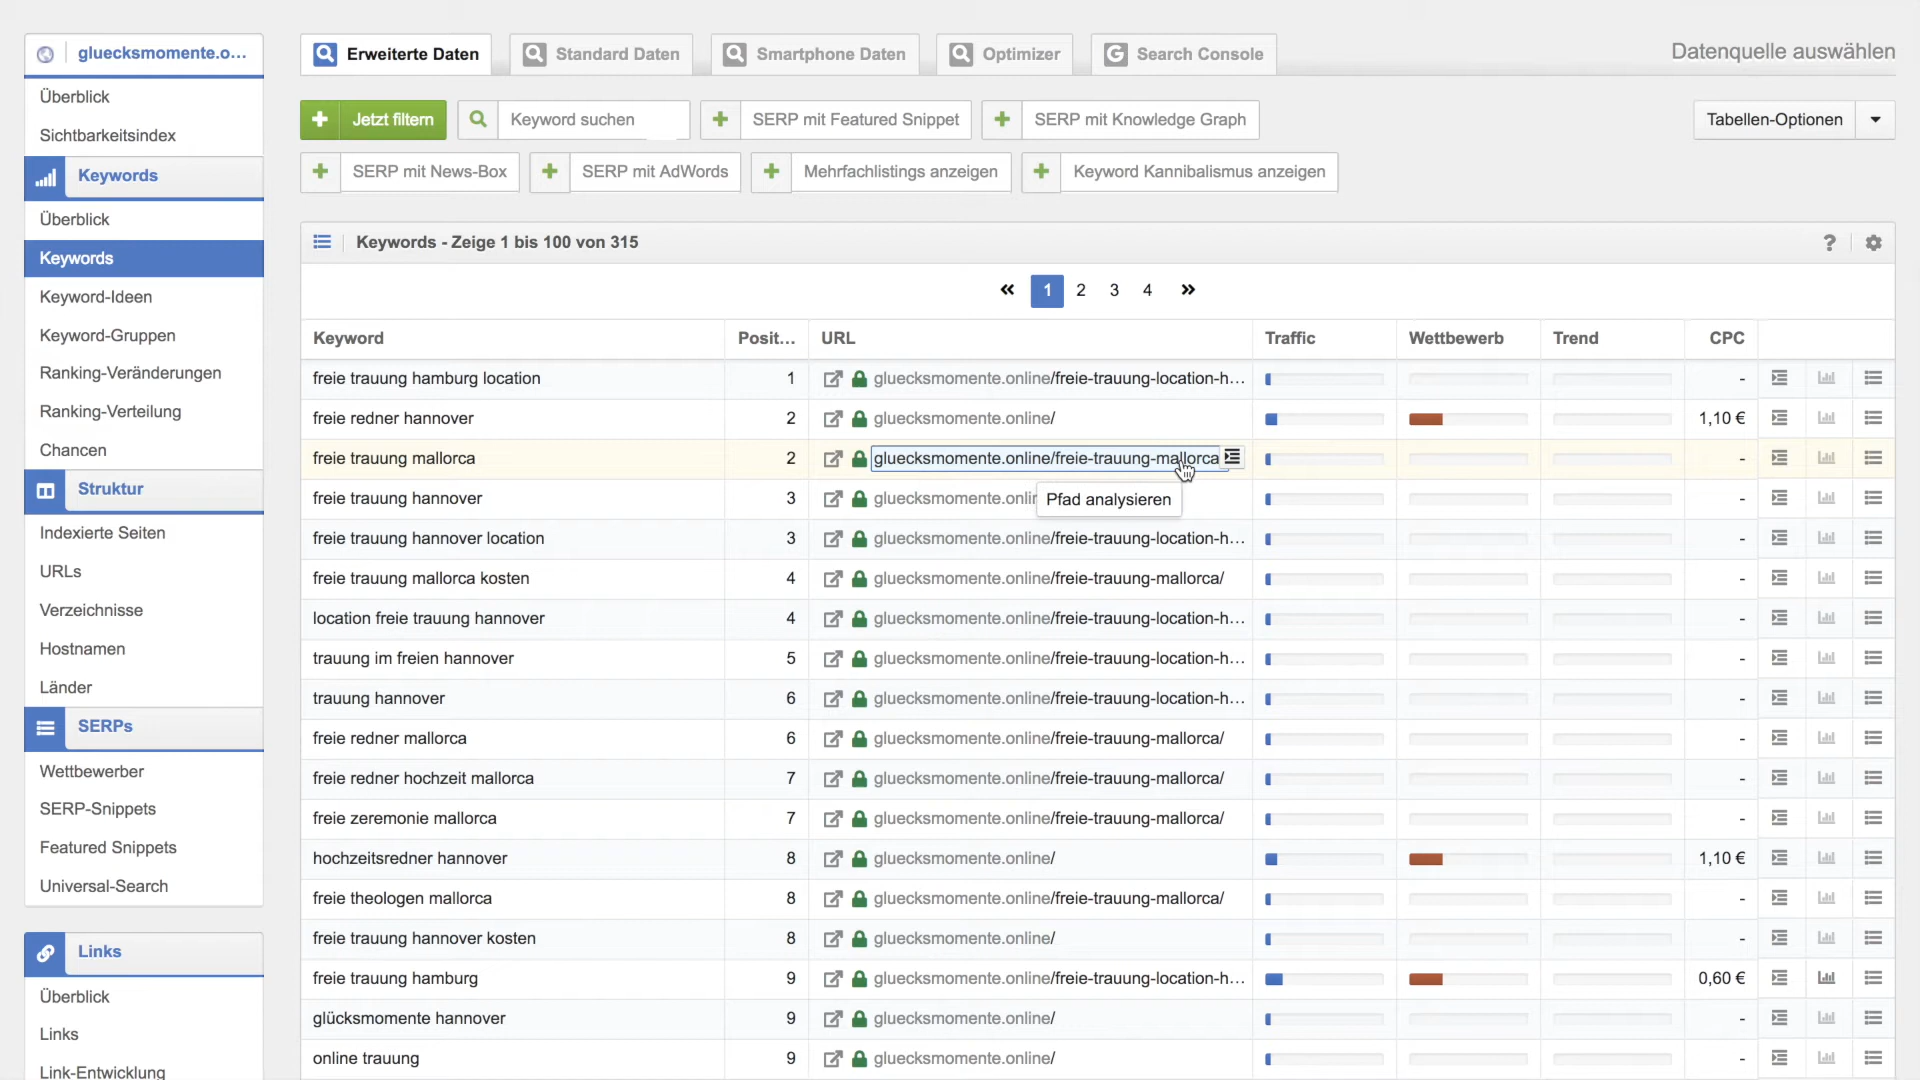 gluecksmomente.o...
Überblick
Sichtbarkeitsindex
Keywords
Überblick
Keywords
Keyword-Ideen
Keyword-Gruppen
Ranking-Veränderungen
Ranking-Verteilung
Chancen
Struktur
Indexierte Seiten
URLs
Verzeichnisse
Hostnamen
Länder
SERPs
Wettbewerber
SERP-Snippets
Featured Snippets
Universal-Search
Links
Überblick
Links
Link-Entwicklung
Erweiterte Daten Standard Daten Smartphone Daten Optimizer G Search Console Datenquelle auswählen
Jetzt filtern Keyword suchen SERP mit Featured Snippet SERP mit Knowledge Graph Tabellen-Optionen
SERP mit News-Box SERP mit AdWords Mehrfachlistings anzeigen Keyword Kannibalismus anzeigen
Keywords - Zeige 1 bis 100 von 315 ?
« 1 2 3 4 »
Keyword Posit... URL Traffic Wettbewerb Trend CPC
freie trauung hamburg location 1 gluecksmomente.online/freie-trauung-location-h... -
freie redner hannover 2 gluecksmomente.online/ 1,10 €
freie trauung mallorca 2 gluecksmomente.online/freie-trauung-mallorca -
freie trauung hannover 3 gluecksmomente.onlin -
Pfad analysieren
freie trauung hannover location 3 gluecksmomente.online/freie-trauung-location-h... -
freie trauung mallorca kosten 4 gluecksmomente.online/freie-trauung-mallorca/ -
location freie trauung hannover 4 gluecksmomente.online/freie-trauung-location-h... -
trauung im freien hannover 5 gluecksmomente.online/freie-trauung-location-h... -
trauung hannover 6 gluecksmomente.online/freie-trauung-location-h... -
freie redner mallorca 6 gluecksmomente.online/freie-trauung-mallorca/ -
freie redner hochzeit mallorca 7 gluecksmomente.online/freie-trauung-mallorca/ -
freie zeremonie mallorca 7 gluecksmomente.online/freie-trauung-mallorca/ -
hochzeitsredner hannover 8 gluecksmomente.online/ 1,10 €
freie theologen mallorca 8 gluecksmomente.online/freie-trauung-mallorca/ -
freie trauung hannover kosten 8 gluecksmomente.online/ -
freie trauung hamburg 9 gluecksmomente.online/freie-trauung-location-h... 0,60 €
glücksmomente hannover 9 gluecksmomente.online/ -
online trauung 9 gluecksmomente.online/ -